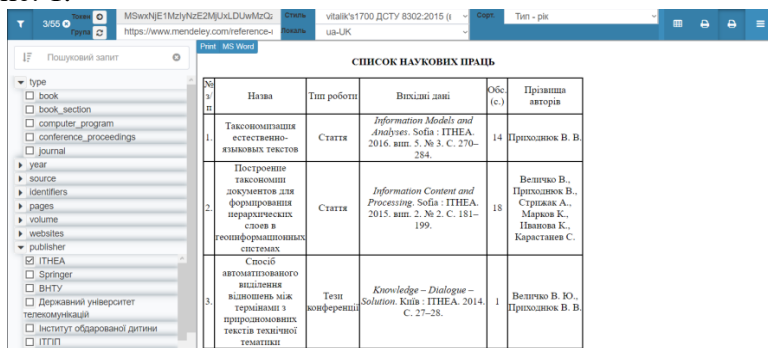 3/55
Токен
MSwxNjE1MzIyNzE2MjUxLDUwMzQz
Стиль
vitalik's1700 ДСТУ 8302:2015 (і
Сорт.
Тип - рік
Група
https://www.mendeley.com/reference-
Локаль
ua-UK
Пошуковий запит
type
book
book_section
computer_program
conference_proceedings
journal
year
source
identifiers
pages
volume
websites
publisher
ITHEA
Springer
ВНТУ
Державний університет
телекомунікацій
Інститут обдарованої дитини
ІТГІП
Print MS Word
СПИСОК НАУКОВИХ ПРАЦЬ
№
з/
п
Назва
Тип роботи
Вихідні дані
Обс.
(с.)
Прізвища
авторів
1.
Таксономизация
естественно-
языковых текстов
Стаття
Information Models and
Analyses. Sofia : ITHEA.
2016. вип. 5. № 3. С. 270–
284.
14
Приходнюк В. В.
2.
Построение
таксономии
документов для
формирования
иерархических
слоев в
геоинформационных
системах
Стаття
Information Content and
Processing. Sofia : ITHEA.
2015. вип. 2. № 2. С. 181–
199.
18
Величко В.,
Приходнюк В.,
Стрижак А.,
Марков К.,
Иванова К.,
Карастанев С.
3.
Спосіб
автоматизованого
виділення
відношень між
термінами з
природномовних
текстів технічної
тематики
Тези
конференції
Knowledge – Dialogue –
Solution. Київ : ITHEA. 2014.
С. 27–28.
1
Величко В. Ю.,
Приходнюк В. В.